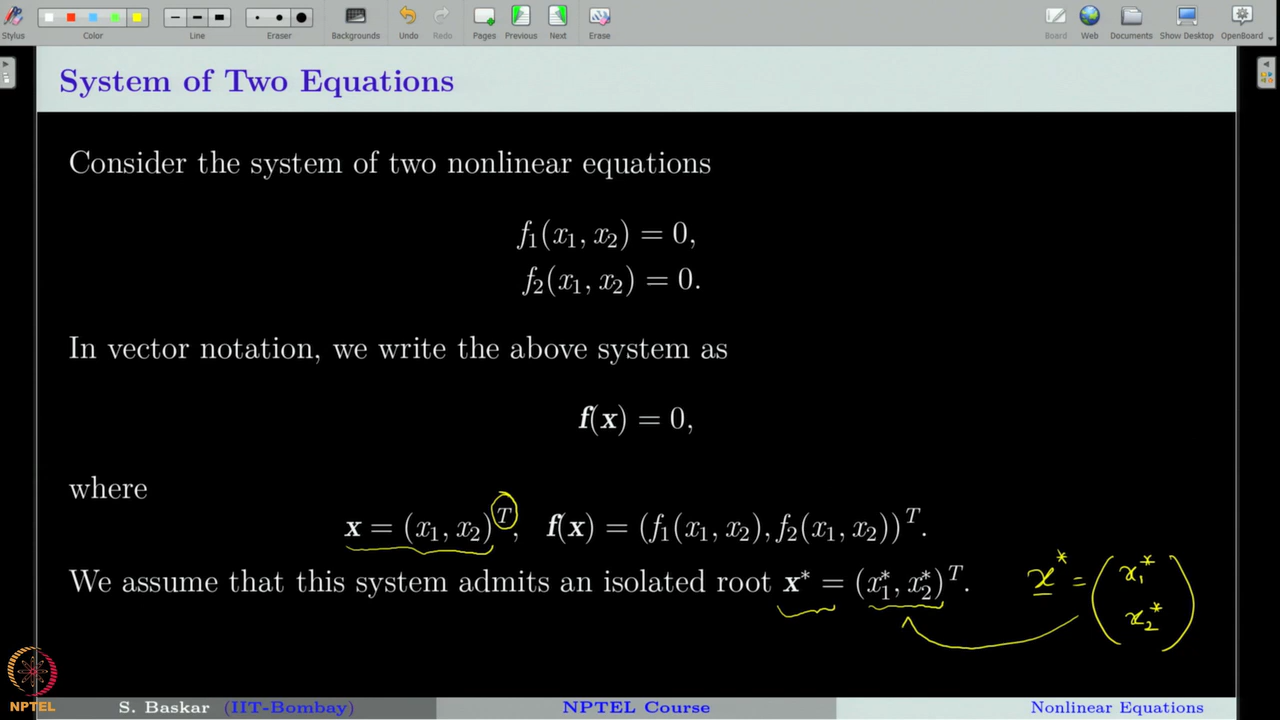 Stylus Color Line Eraser Backgrounds Undo Redo Pages Previous Next Erase Board Web Documents Show Desktop OpenBoard
System of Two Equations
Consider the system of two nonlinear equations
f₁(x₁, x₂) = 0,
f₂(x₁, x₂) = 0.
In vector notation, we write the above system as
f(x) = 0,
where
x = (x₁, x₂)ᵀ, f(x) = (f₁(x₁, x₂), f₂(x₁, x₂))ᵀ.
We assume that this system admits an isolated root x* = (x₁*, x₂*)ᵀ.
x* = (x₁*
x₂*)
NPTEL
S. Baskar (IIT-Bombay) NPTEL Course Nonlinear Equations